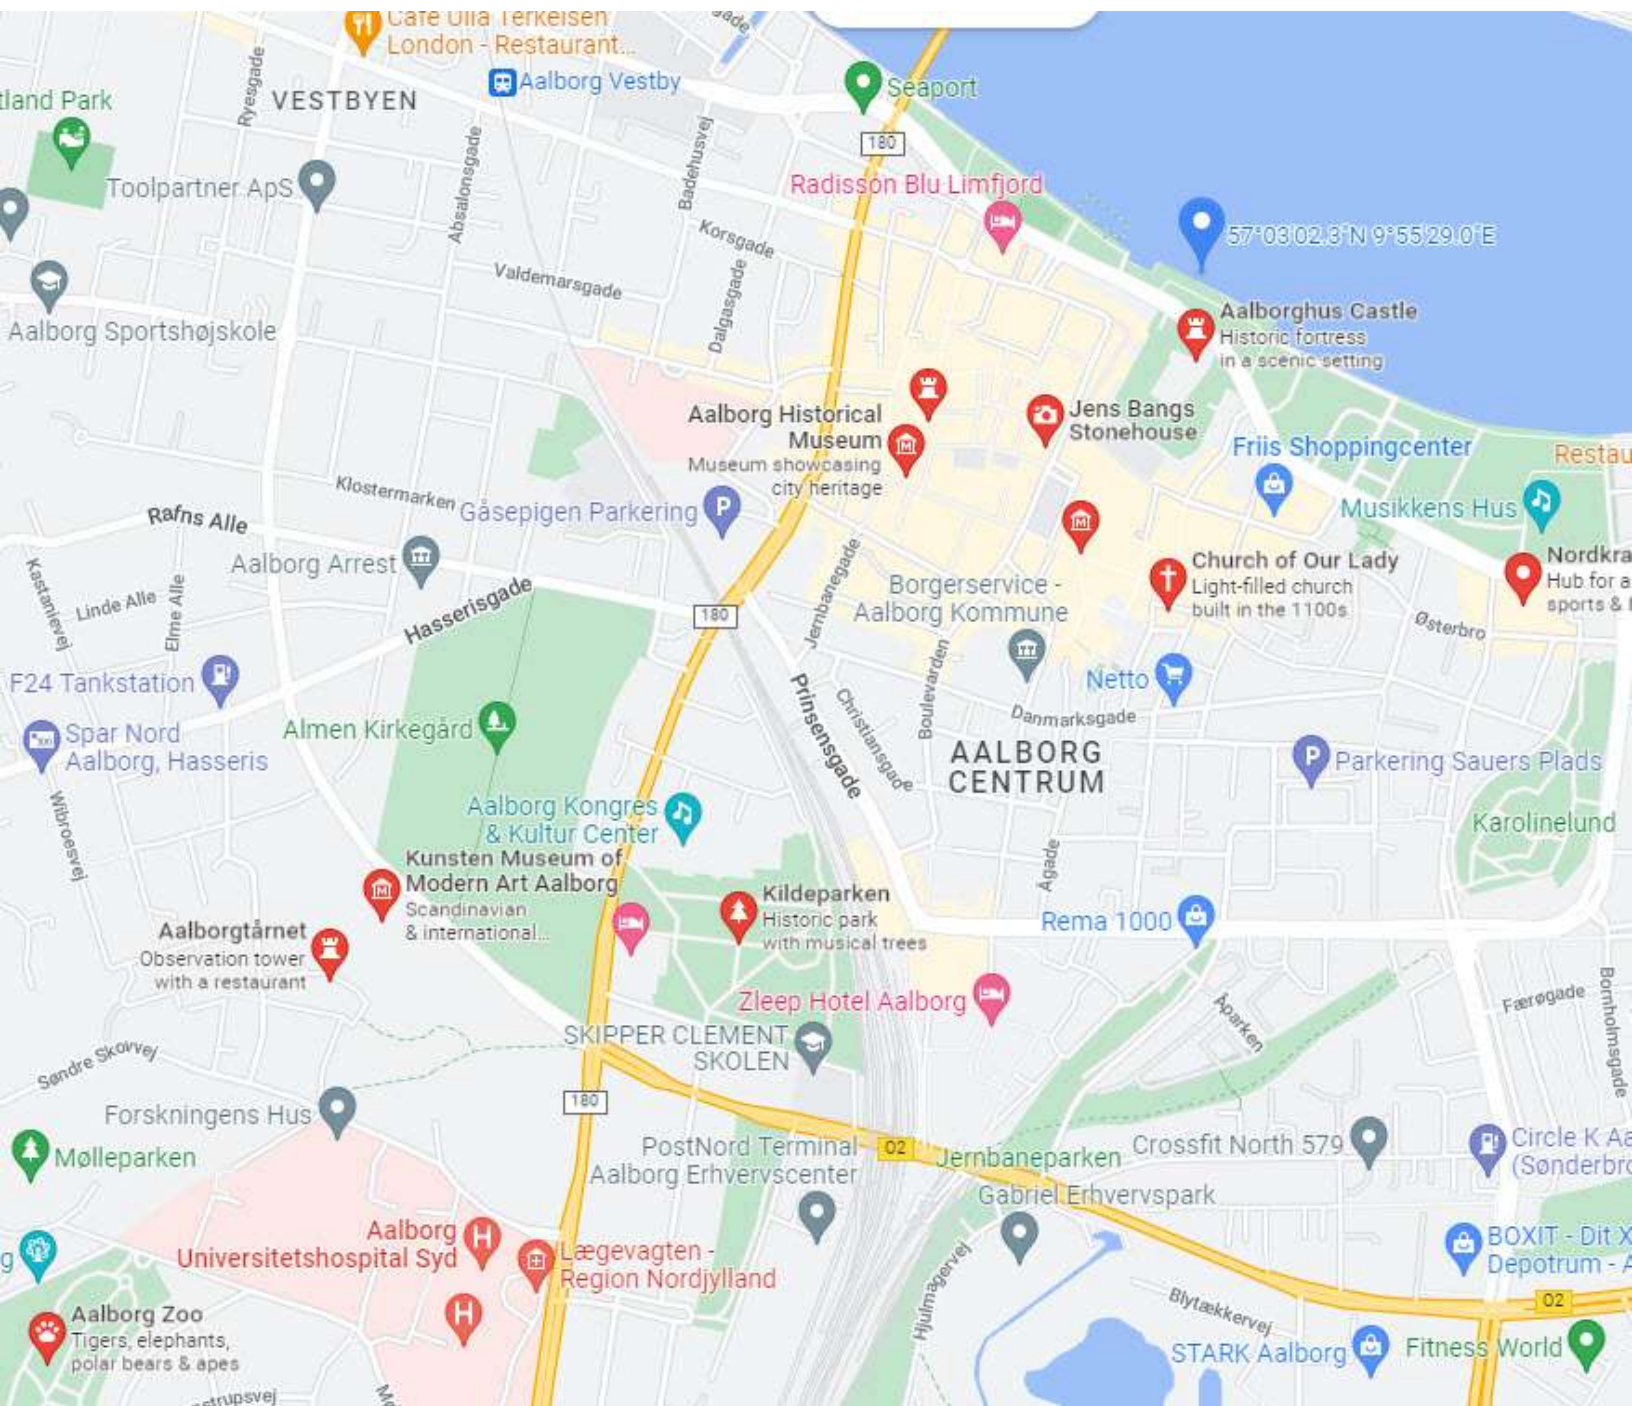 Café Ulla Terkelsen
London - Restaurant...
Aalborg Vestby
Seaport
Ryesgade
VESTBYEN
tland Park
180
Badehusvej
Absalonsgade
Toolpartner ApS
Radisson Blu Limfjord
Korsgade
57°03'02.3"N 9°55'29.0"E
Valdemarsgade
Dalgasgade
Aalborg Sportshøjskole
Aalborghus Castle
Historic fortress
in a scenic setting
Aalborg Historical
Museum
Museum showcasing
city heritage
Jens Bangs
Stonehouse
Friis Shoppingcenter
Restau
Klostermarken
Gåsepigen Parkering
Musikkens Hus
Rafns Alle
Aalborg Arrest
Jernbanegade
Borgerservice -
Aalborg Kommune
Church of Our Lady
Light-filled church
built in the 1100s
Nordkra
Hub for a
sports &
Kastanievej
Linde Alle
Elme Alle
Hasserisgade
180
Østerbro
F24 Tankstation
Netto
Prinsensgade
Christiansgade
Boulevarden
Danmarksgade
Almen Kirkegård
Spar Nord
Aalborg, Hasseris
AALBORG
CENTRUM
Parkering Sauers Plads
Wibroesvej
Aalborg Kongres
& Kultur Center
Karolinelund
Kunsten Museum of
Modern Art Aalborg
Scandinavian
& international...
Ågade
Kildeparken
Historic park
with musical trees
Rema 1000
Aalborgtårnet
Observation tower
with a restaurant
Zleep Hotel Aalborg
Færøgade
Bornholmsgade
Åparken
SKIPPER CLEMENT
SKOLEN
Søndre Skovvej
180
Forskningens Hus
PostNord Terminal
Aalborg Erhvervscenter
O2
Jernbaneparken
Crossfit North 579
Circle K Aa
(Sønderbro
Mølleparken
Gabriel Erhvervspark
Aalborg
Universitetshospital Syd
Lægevagten -
Region Nordjylland
BOXIT - Dit X
Depotrum - A
g
Hjulmagervej
Blytækkervej
O2
Aalborg Zoo
Tigers, elephants,
polar bears & apes
STARK Aalborg
Fitness World
strupsvej